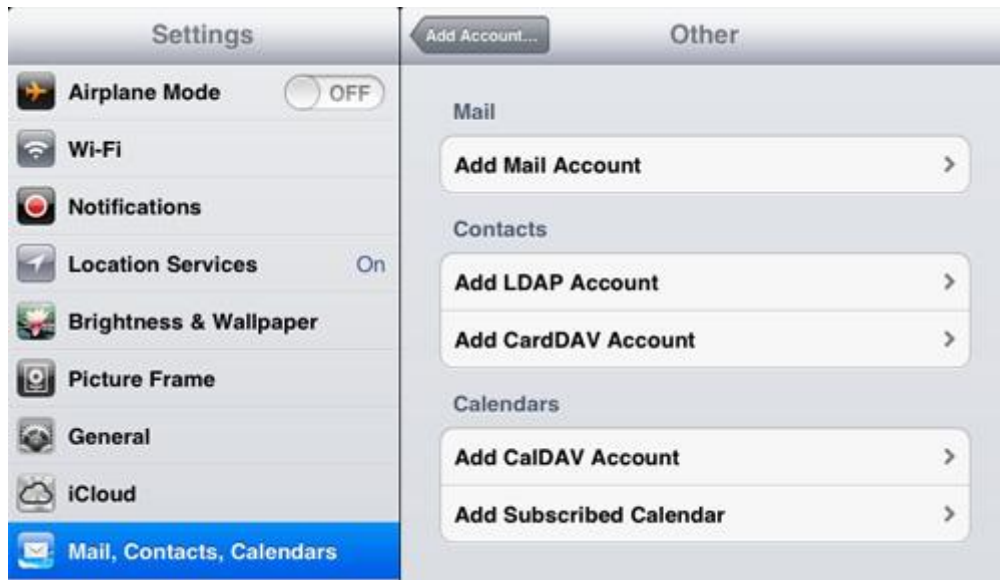 Settings
Airplane Mode OFF
Wi-Fi
Notifications
Location Services On
Brightness & Wallpaper
Picture Frame
General
iCloud
Mail, Contacts, Calendars
Add Account... Other
Mail
Add Mail Account
Contacts
Add LDAP Account
Add CardDAV Account
Calendars
Add CalDAV Account
Add Subscribed Calendar